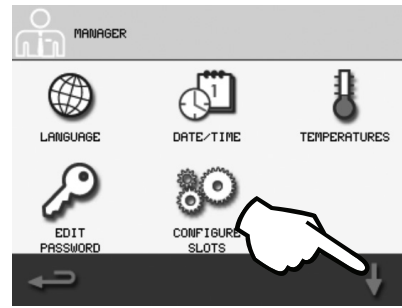 MANAGER
1
LANGUAGE
DATE/TIME
TEMPERATURES
EDIT
PASSWORD
CONFIGURE
SLOTS